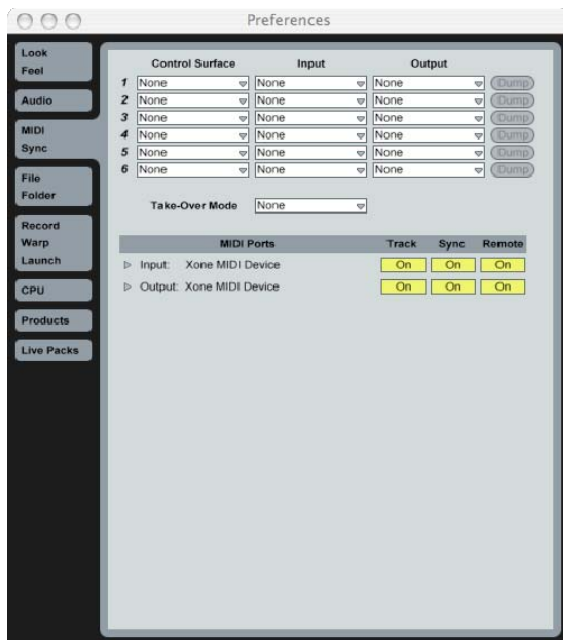 Preferences
Look
Feel
Audio
MIDI
Sync
File
Folder
Record
Warp
Launch
CPU
Products
Live Packs
Control Surface Input Output
1 None None None Dump
2 None None None Dump
3 None None None Dump
4 None None None Dump
5 None None None Dump
6 None None None Dump
Take-Over Mode None
MIDI Ports Track Sync Remote
Input: Xone MIDI Device On On On
Output: Xone MIDI Device On On On